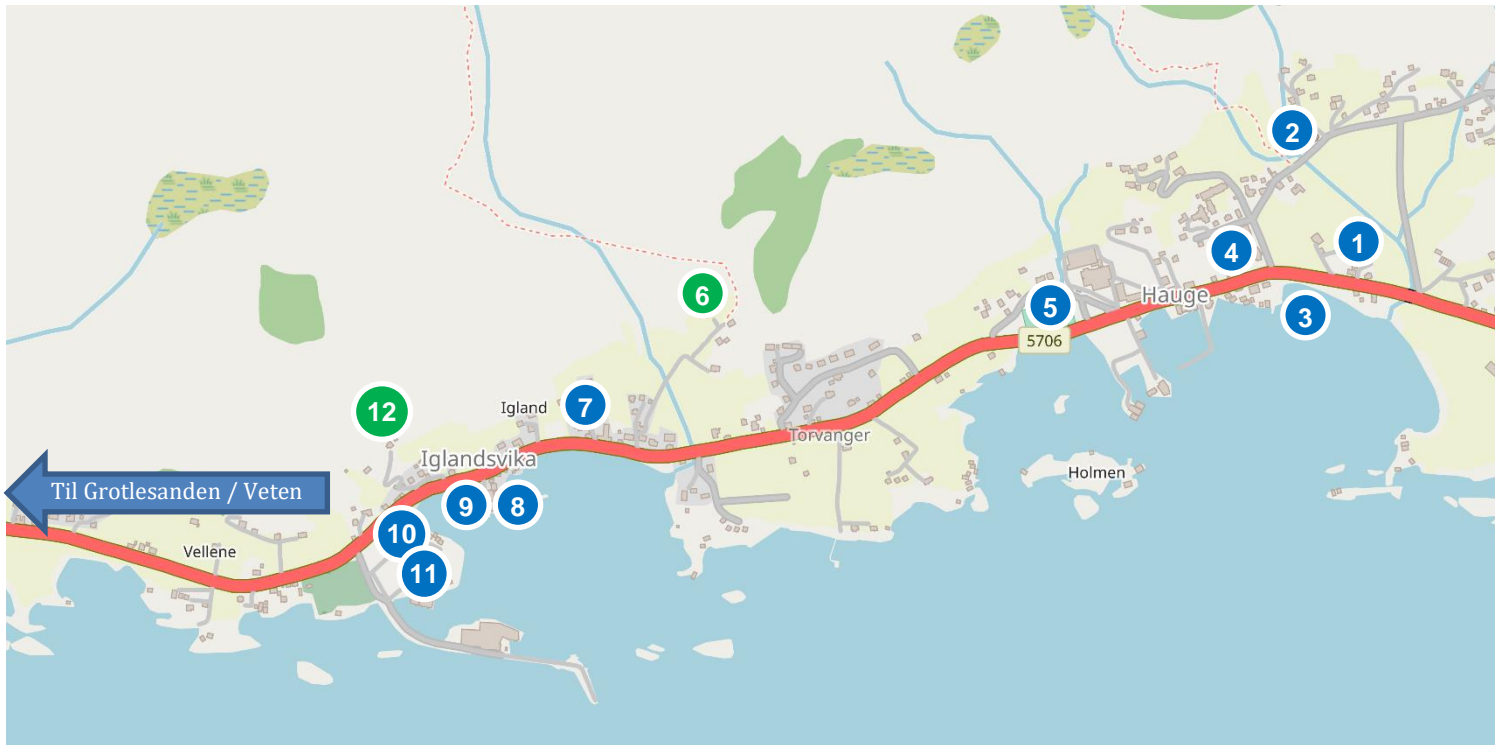 2
1
4
Hauge
6
5
3
5706
12
Igland
7
Torvanger
Iglandsvika
Holmen
Til Grotlesanden / Veten
9
8
10
Vellene
11